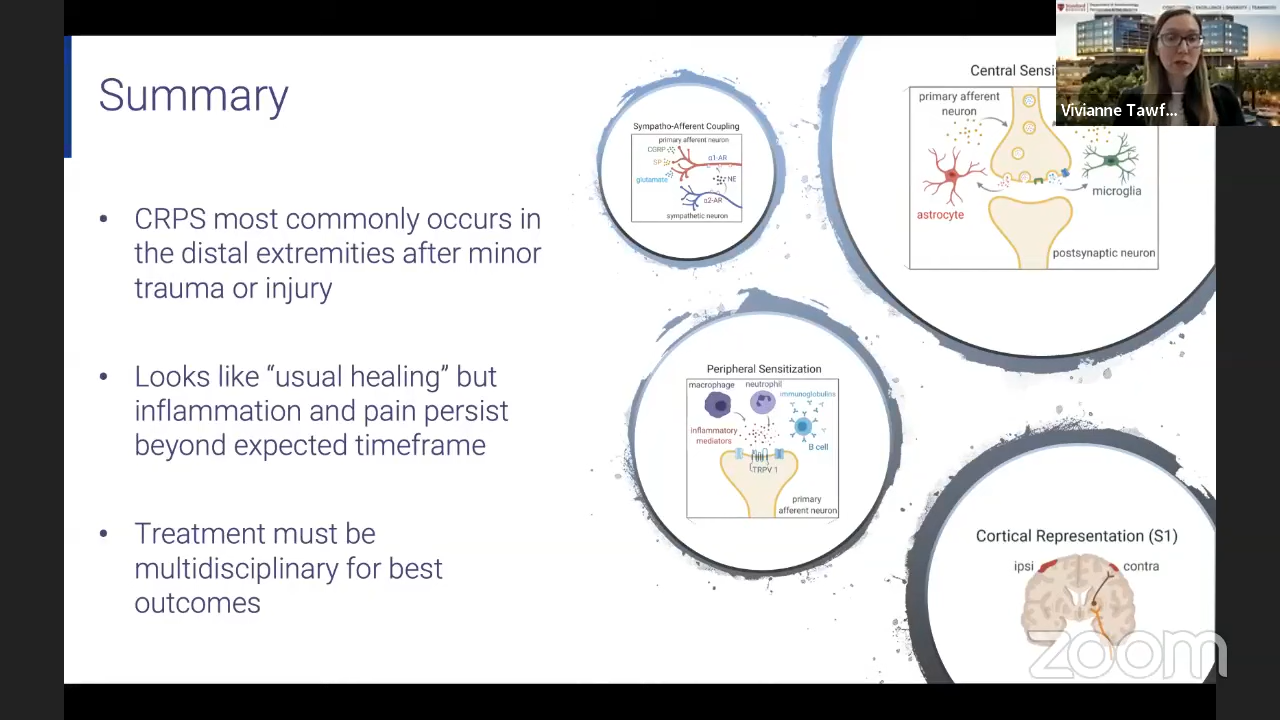 Summary
• CRPS most commonly occurs in
the distal extremities after minor
trauma or injury
• Looks like “usual healing” but
inflammation and pain persist
beyond expected timeframe
• Treatment must be
multidisciplinary for best
outcomes
Sympatho-Afferent Coupling
primary afferent neuron
CGRP
SP
glutamate
α1-AR
NE
α2-AR
sympathetic neuron
Central Sensi
primary afferent
neuron
astrocyte
microglia
postsynaptic neuron
Peripheral Sensitization
macrophage
neutrophil
immunoglobulins
inflammatory
mediators
B cell
TRPV 1
primary
afferent neuron
Cortical Representation (S1)
ipsi
contra
zoom
Stanford
Vivianne Tawf...